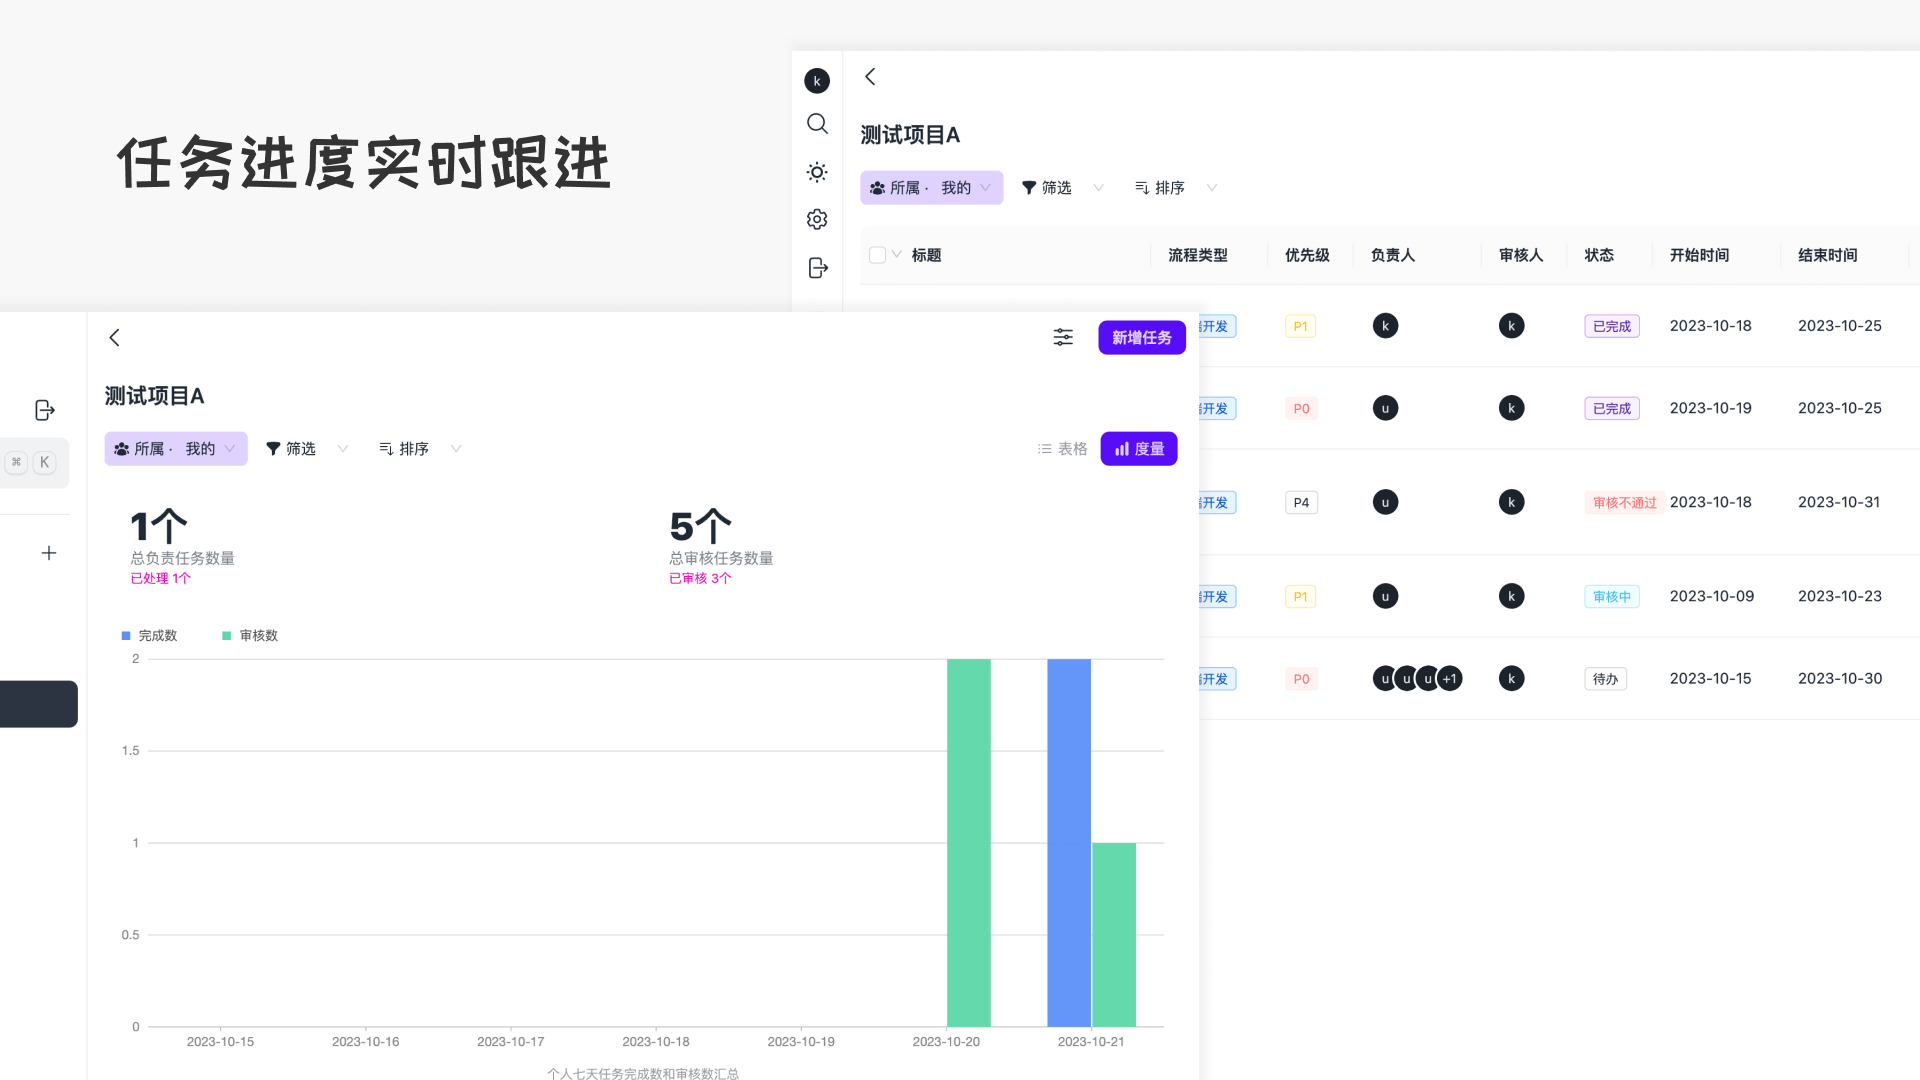 任务进度实时跟进
k
测试项目A
所属 · 我的 筛选 排序
标题 流程类型 优先级 负责人 审核人 状态 开始时间 结束时间
开发 P1 k k 已完成 2023-10-18 2023-10-25
开发 P0 u k 已完成 2023-10-19 2023-10-25
开发 P4 u k 审核不通过 2023-10-18 2023-10-31
开发 P1 u k 审核中 2023-10-09 2023-10-23
开发 P0 u u u +1 k 待办 2023-10-15 2023-10-30
新增任务
测试项目A
⌘ K
所属 · 我的 筛选 排序 表格 度量
1个 5个
总负责任务数量 总审核任务数量
已处理 1个 已审核 3个
完成数 审核数
2
1.5
1
0.5
0
2023-10-15 2023-10-16 2023-10-17 2023-10-18 2023-10-19 2023-10-20 2023-10-21
个人七天任务完成数和审核数汇总